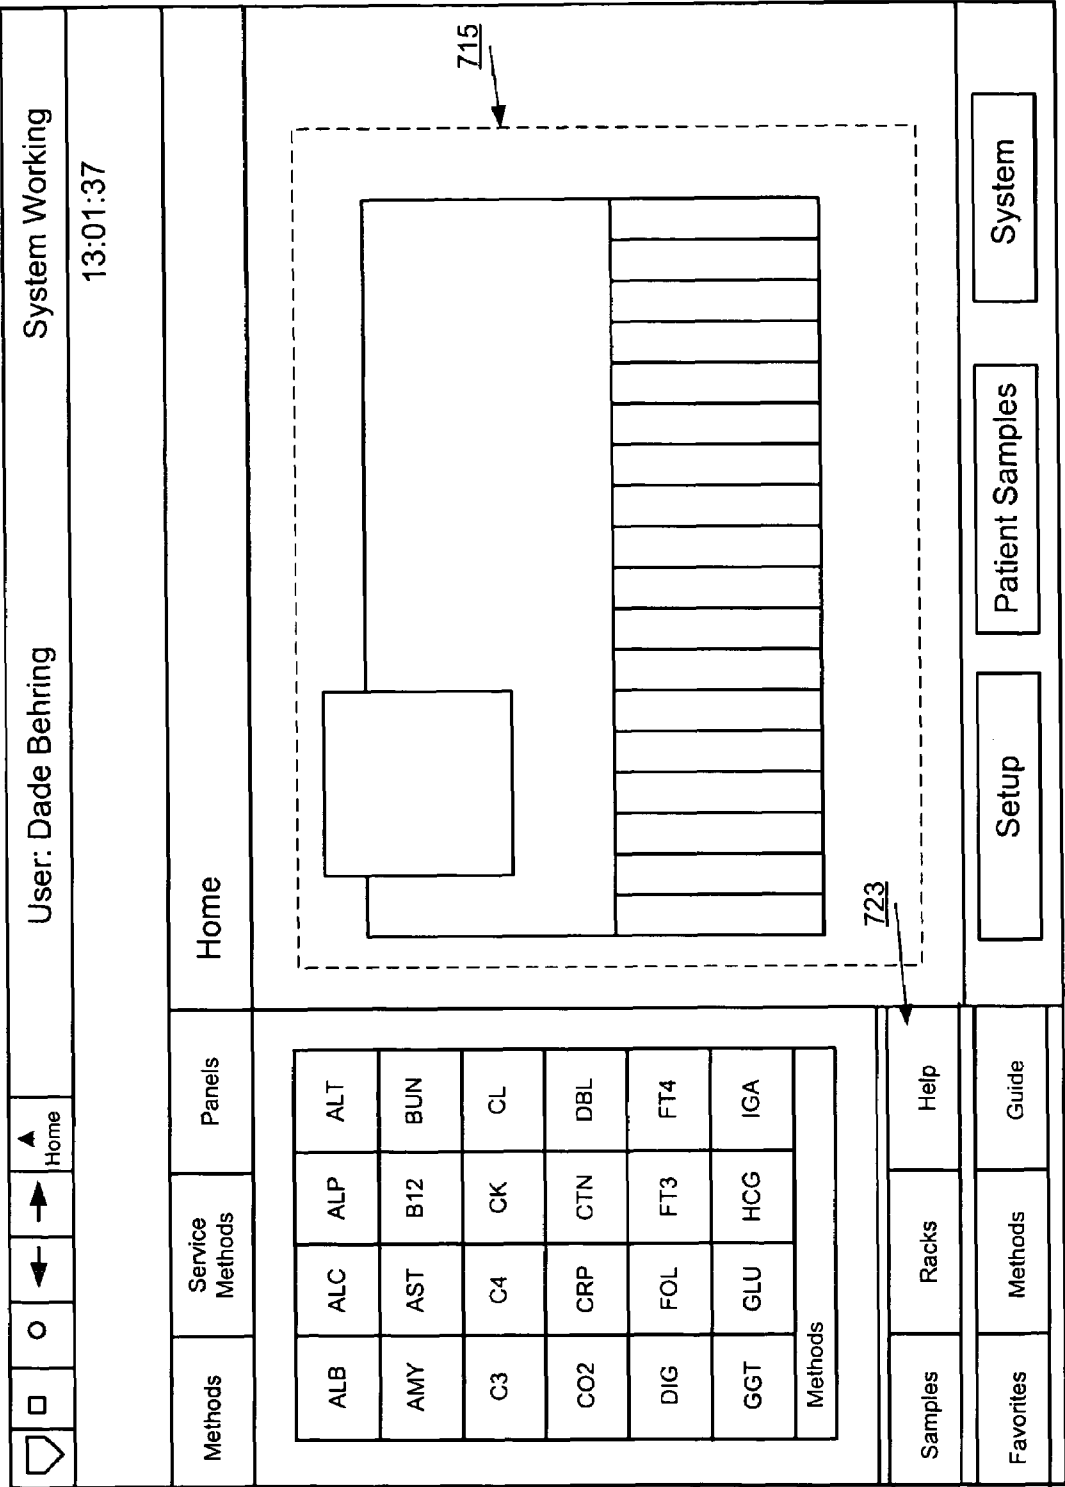 Home
User: Dade Behring
System Working
13:01:37
Methods
Service
Methods
Panels
Home
715
ALB ALC ALP ALT
AMY AST B12 BUN
C3 C4 CK CL
CO2 CRP CTN DBL
DIG FOL FT3 FT4
GGT GLU HCG IGA
Methods
723
Samples Racks Help
Favorites Methods Guide
Setup
Patient Samples
System